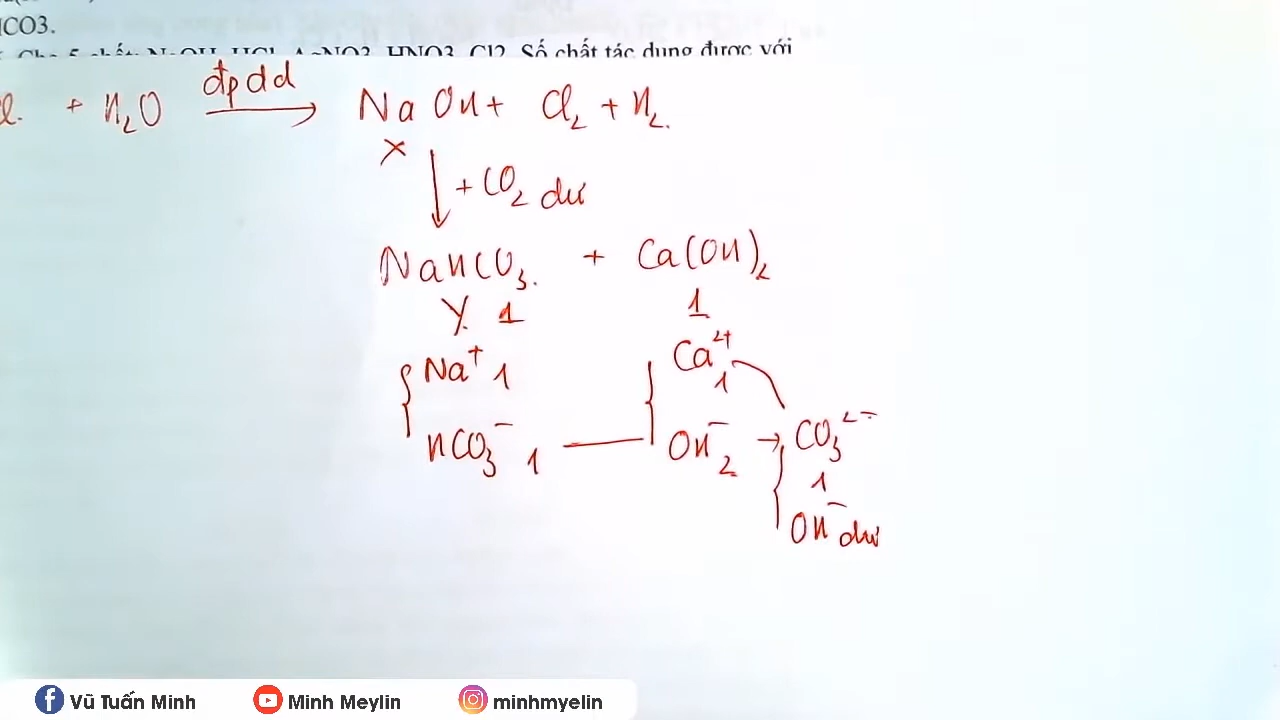 ICO3.
Cho 5 chất: NaOH, HCl, AgNO3, HNO3, Cl2. Số chất tác dụng được với
l. + H2O đpdd → NaOH + Cl2 + H2.
X ↓ + CO2 dư
NaHCO3. + Ca(OH)2
Y. 1 1
Na+ 1 Ca2+ 1
HCO3− 1 OH− 2 → CO3 2− 1
OH− dư
Vũ Tuấn Minh Minh Meylin minhmyelin